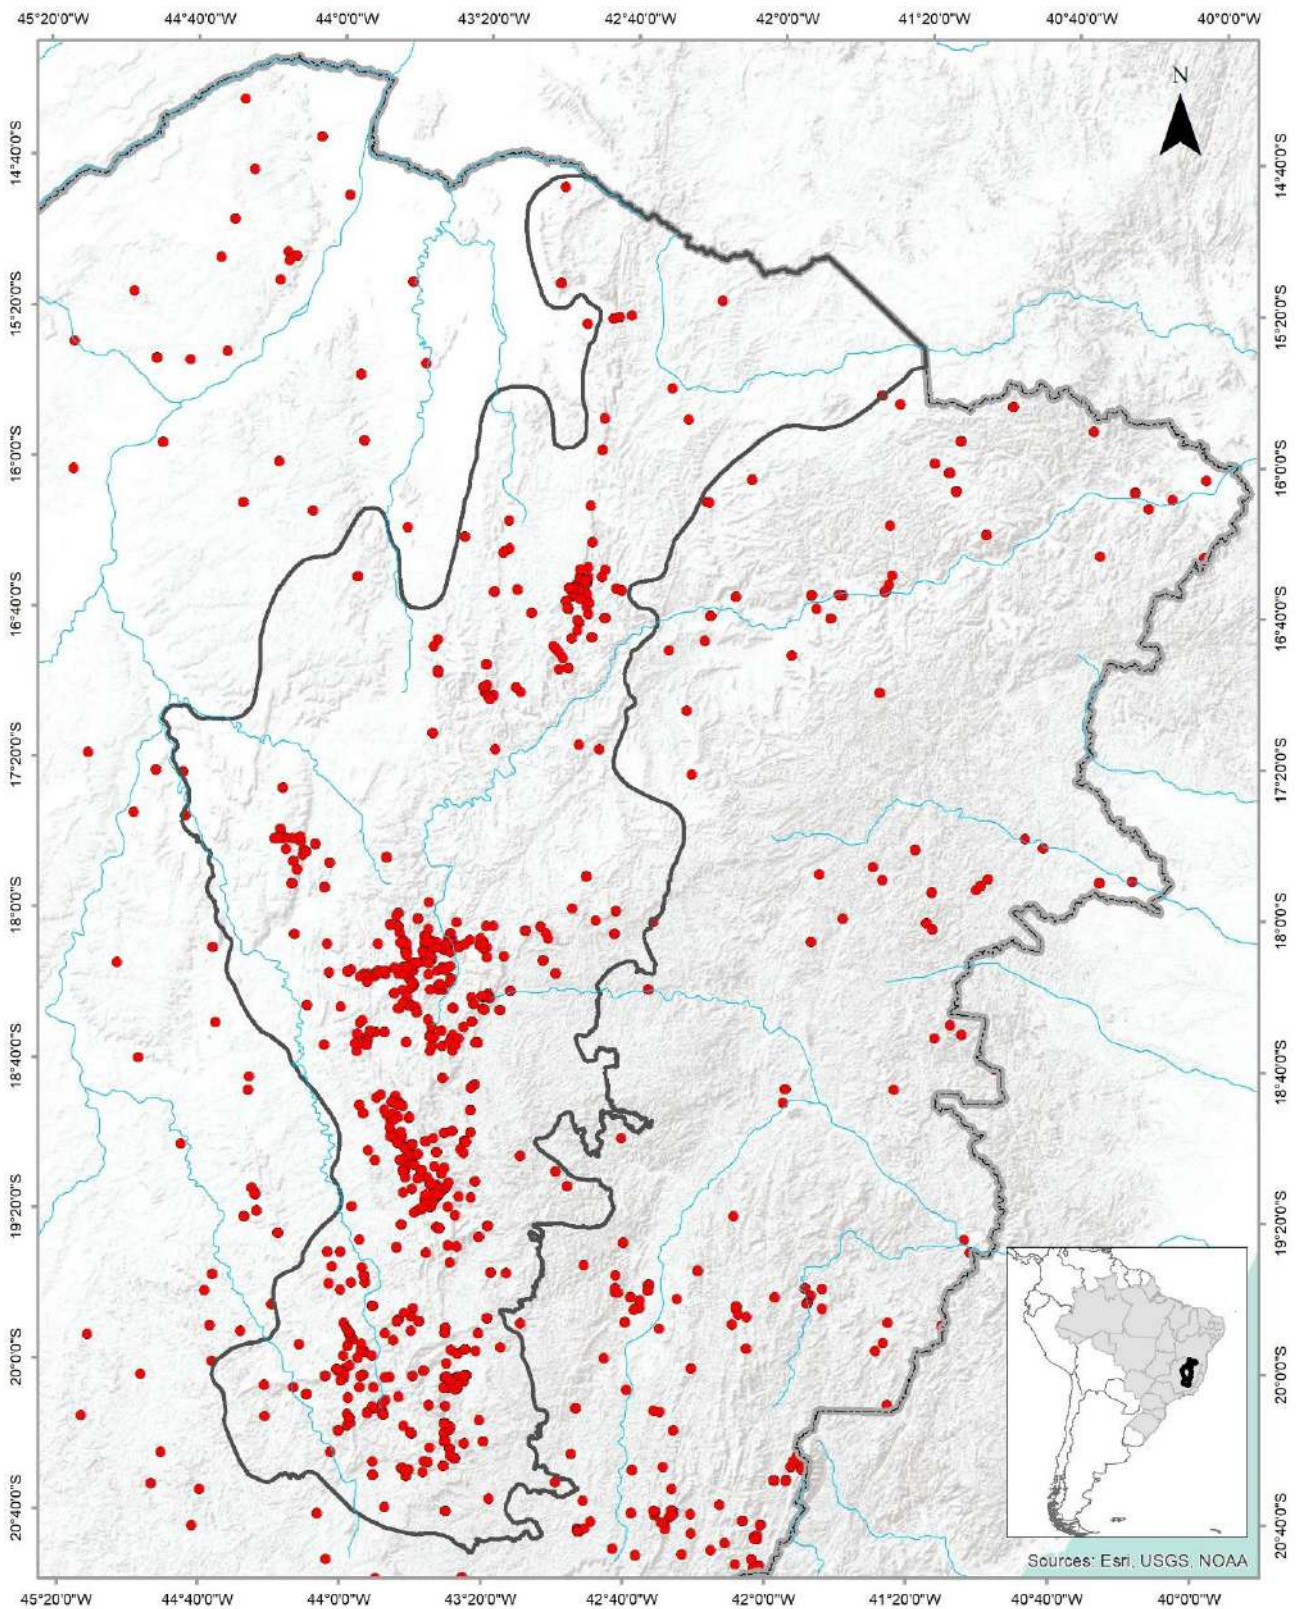 45°20'0"W 44°40'0"W 44°0'0"W 43°20'0"W 42°40'0"W 42°0'0"W 41°20'0"W 40°40'0"W 40°0'0"W
N
14°40'0"S 14°40'0"S
15°20'0"S 15°20'0"S
16°0'0"S 16°0'0"S
16°40'0"S 16°40'0"S
17°20'0"S 17°20'0"S
18°0'0"S 18°0'0"S
18°40'0"S 18°40'0"S
19°20'0"S 19°20'0"S
20°0'0"S 20°0'0"S
20°40'0"S 20°40'0"S
Sources: Esri, USGS, NOAA
45°20'0"W 44°40'0"W 44°0'0"W 43°20'0"W 42°40'0"W 42°0'0"W 41°20'0"W 40°40'0"W 40°0'0"W